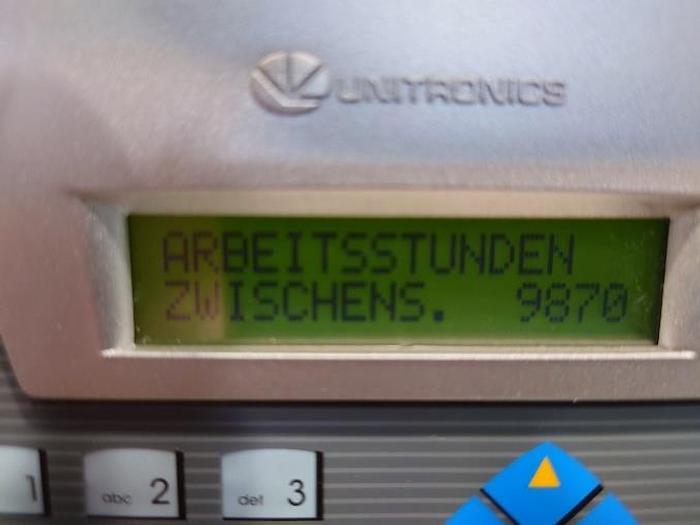 UNITRONICS
ARBEITSSTUNDEN
ZWISCHENS. 9870
1
abc 2
def 3